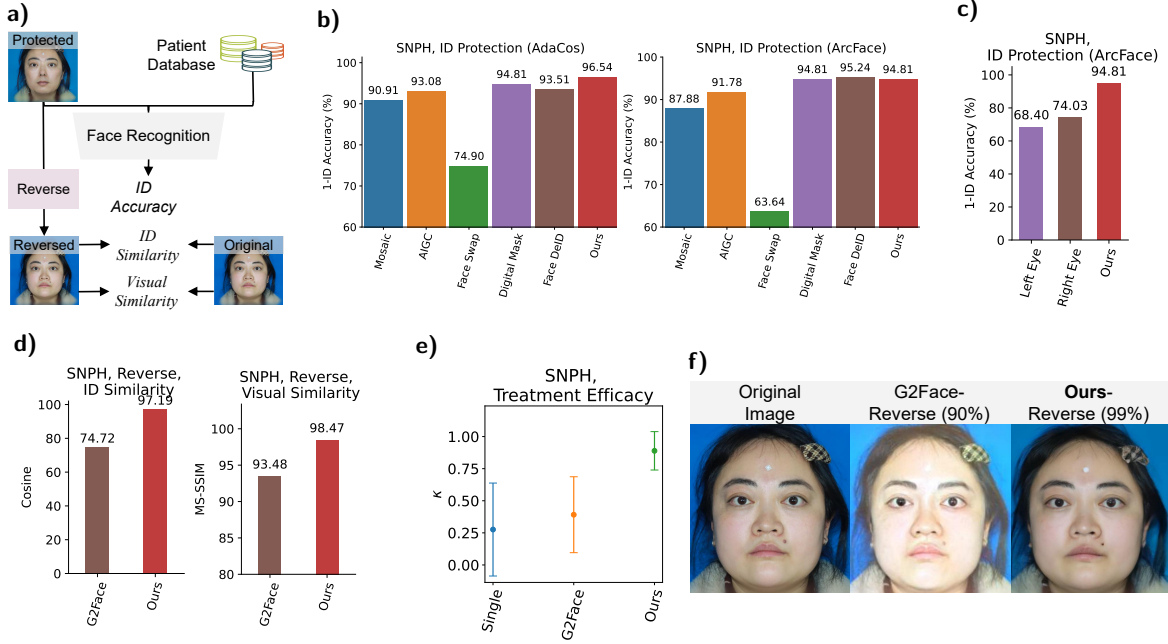 a)
Protected
Patient
Database
Face Recognition
Reverse
ID
Accuracy
Reversed
ID
Similarity
Original
Visual
Similarity
b)
SNPH, ID Protection (AdaCos)
1-ID Accuracy (%)
100
90
80
70
60
90.91
93.08
74.90
94.81
93.51
96.54
Mosaic
AIGC
Face Swap
Digital Mask
Face DeID
Ours
SNPH, ID Protection (ArcFace)
1-ID Accuracy (%)
100
90
80
70
60
87.88
91.78
63.64
94.81
95.24
94.81
Mosaic
AIGC
Face Swap
Digital Mask
Face DeID
Ours
c)
SNPH,
ID Protection (ArcFace)
1-ID Accuracy (%)
100
80
60
40
20
0
68.40
74.03
94.81
Left Eye
Right Eye
Ours
d)
SNPH, Reverse,
ID Similarity
Cosine
100
80
60
40
20
0
74.72
97.19
G2Face
Ours
SNPH, Reverse,
Visual Similarity
MS-SSIM
100
95
90
85
80
93.48
98.47
G2Face
Ours
e)
SNPH,
Treatment Efficacy
κ
1.00
0.75
0.50
0.25
0.00
Single
G2Face
Ours
f)
Original
Image
G2Face-
Reverse (90%)
Ours-
Reverse (99%)